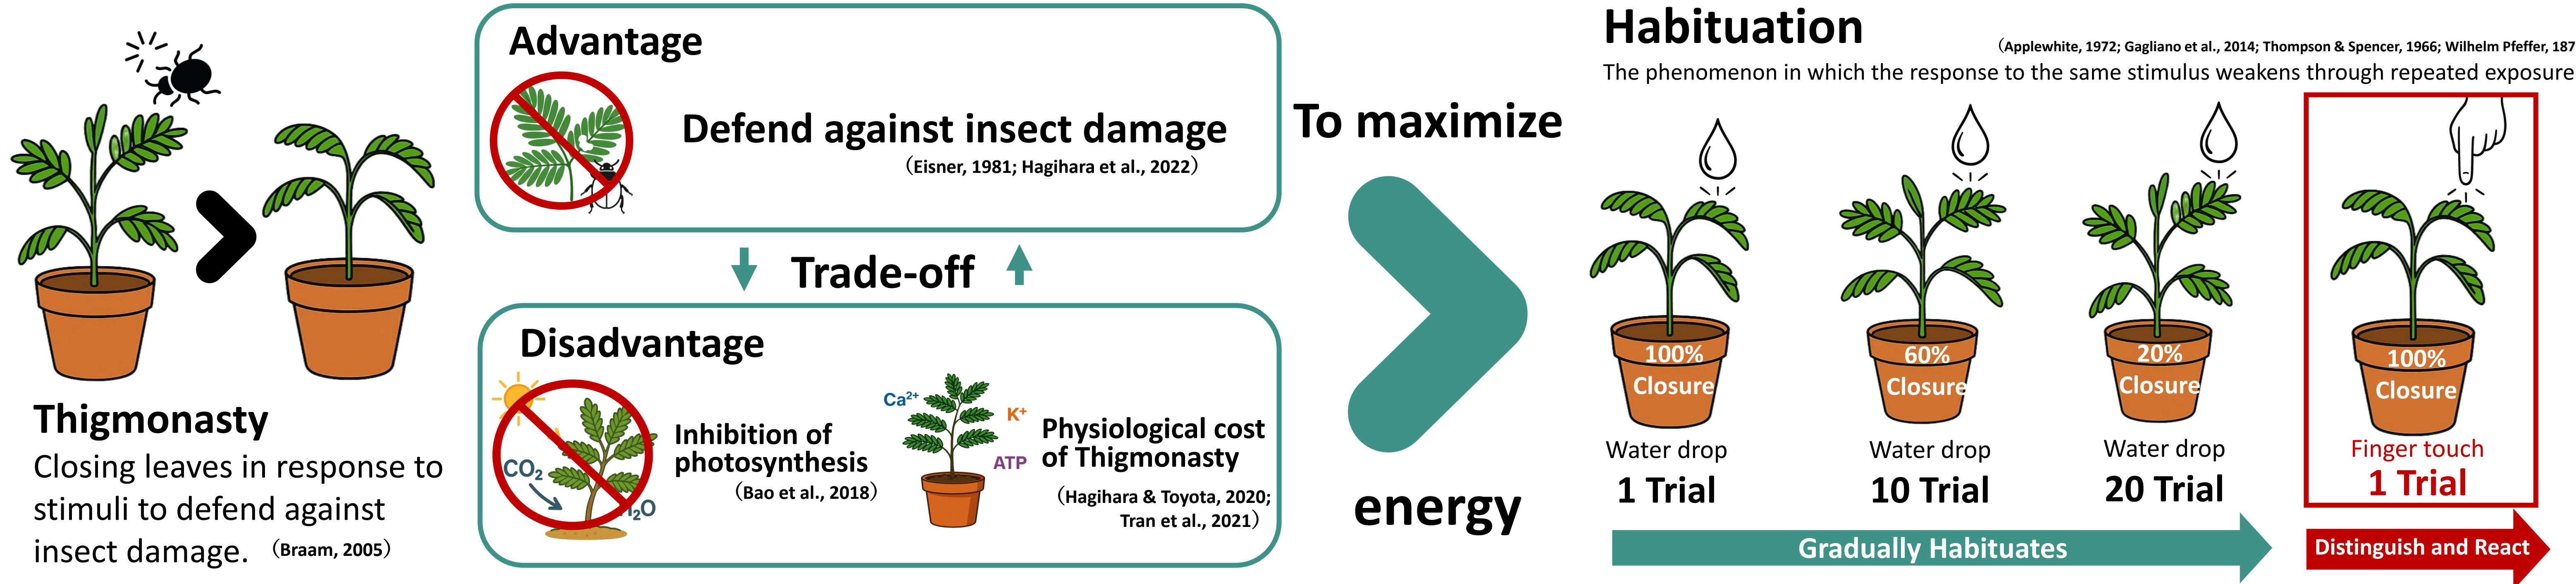 Thigmonasty
Closing leaves in response to
stimuli to defend against
insect damage. (Braam, 2005)
Advantage
Defend against insect damage
(Eisner, 1981; Hagihara et al., 2022)
Trade-off
Disadvantage
CO₂
H₂O
Inhibition of
photosynthesis
(Bao et al., 2018)
Ca²⁺
K⁺
ATP
Physiological cost
of Thigmonasty
(Hagihara & Toyota, 2020;
Tran et al., 2021)
To maximize
energy
Habituation
(Applewhite, 1972; Gagliano et al., 2014; Thompson & Spencer, 1966; Wilhelm Pfeffer, 187
The phenomenon in which the response to the same stimulus weakens through repeated exposure
100%
Closure
Water drop
1 Trial
60%
Closure
Water drop
10 Trial
20%
Closure
Water drop
20 Trial
100%
Closure
Finger touch
1 Trial
Gradually Habituates
Distinguish and React